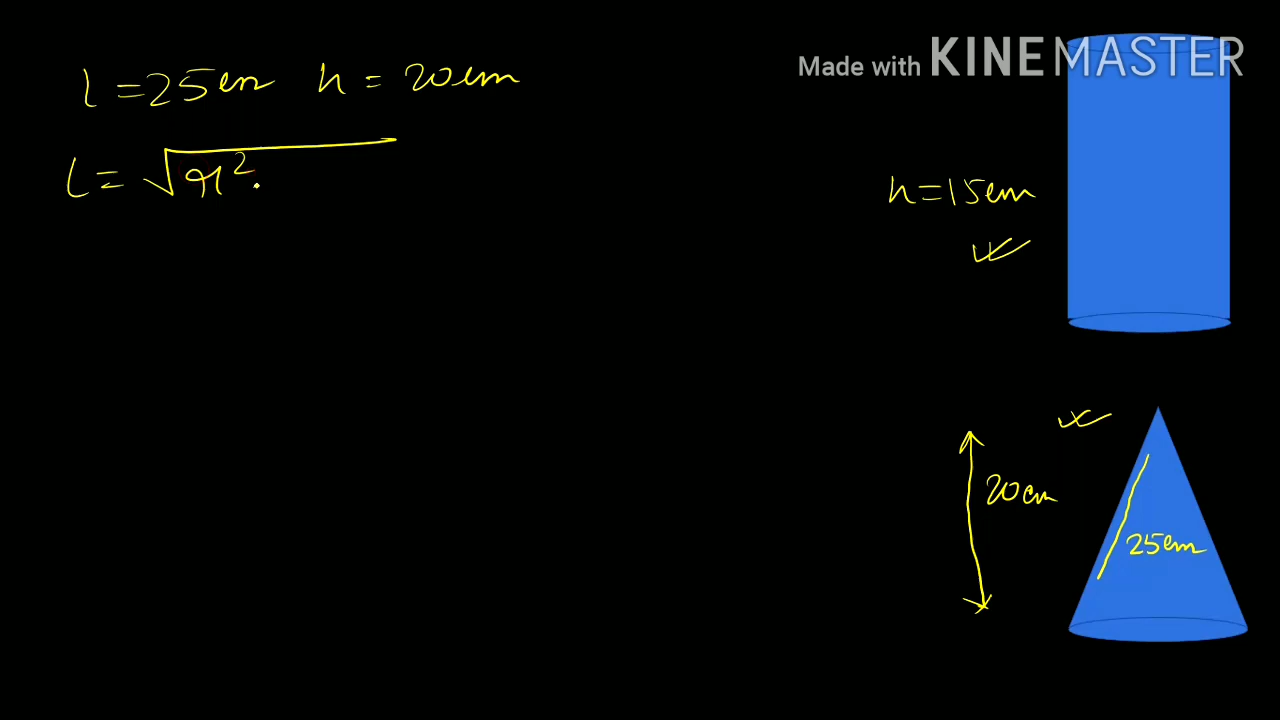 l = 25cm h = 20cm
l = √r²
Made with KINEMASTER
h = 15cm
20cm
25cm